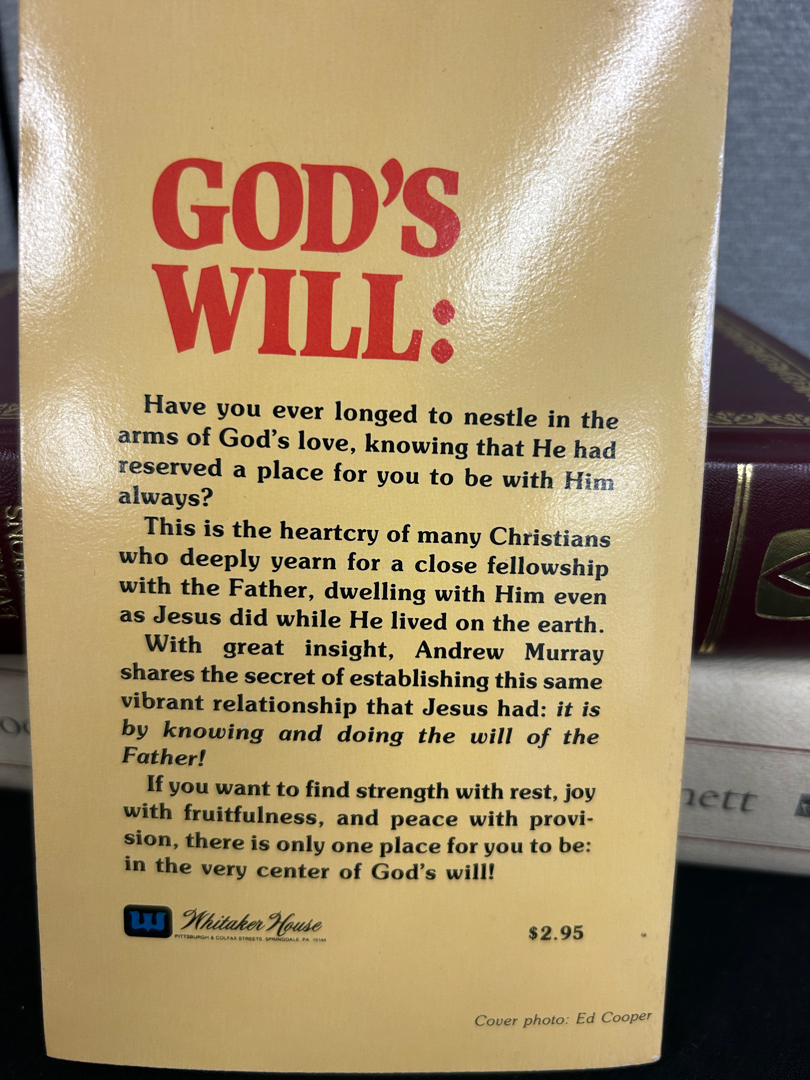 GOD'S
WILL:
Have you ever longed to nestle in the
arms of God's love, knowing that He had
reserved a place for you to be with Him
always?
This is the heartcry of many Christians
who deeply yearn for a close fellowship
with the Father, dwelling with Him even
as Jesus did while He lived on the earth.
With great insight, Andrew Murray
shares the secret of establishing this same
vibrant relationship that Jesus had: it is
by knowing and doing the will of the
Father!
If you want to find strength with rest, joy
with fruitfulness, and peace with provi-
sion, there is only one place for you to be:
in the very center of God's will!
Whitaker House
PITTSBURGH & COLFAX STREETS, SPRINGDALE, PA 15144
$2.95
Cover photo: Ed Cooper